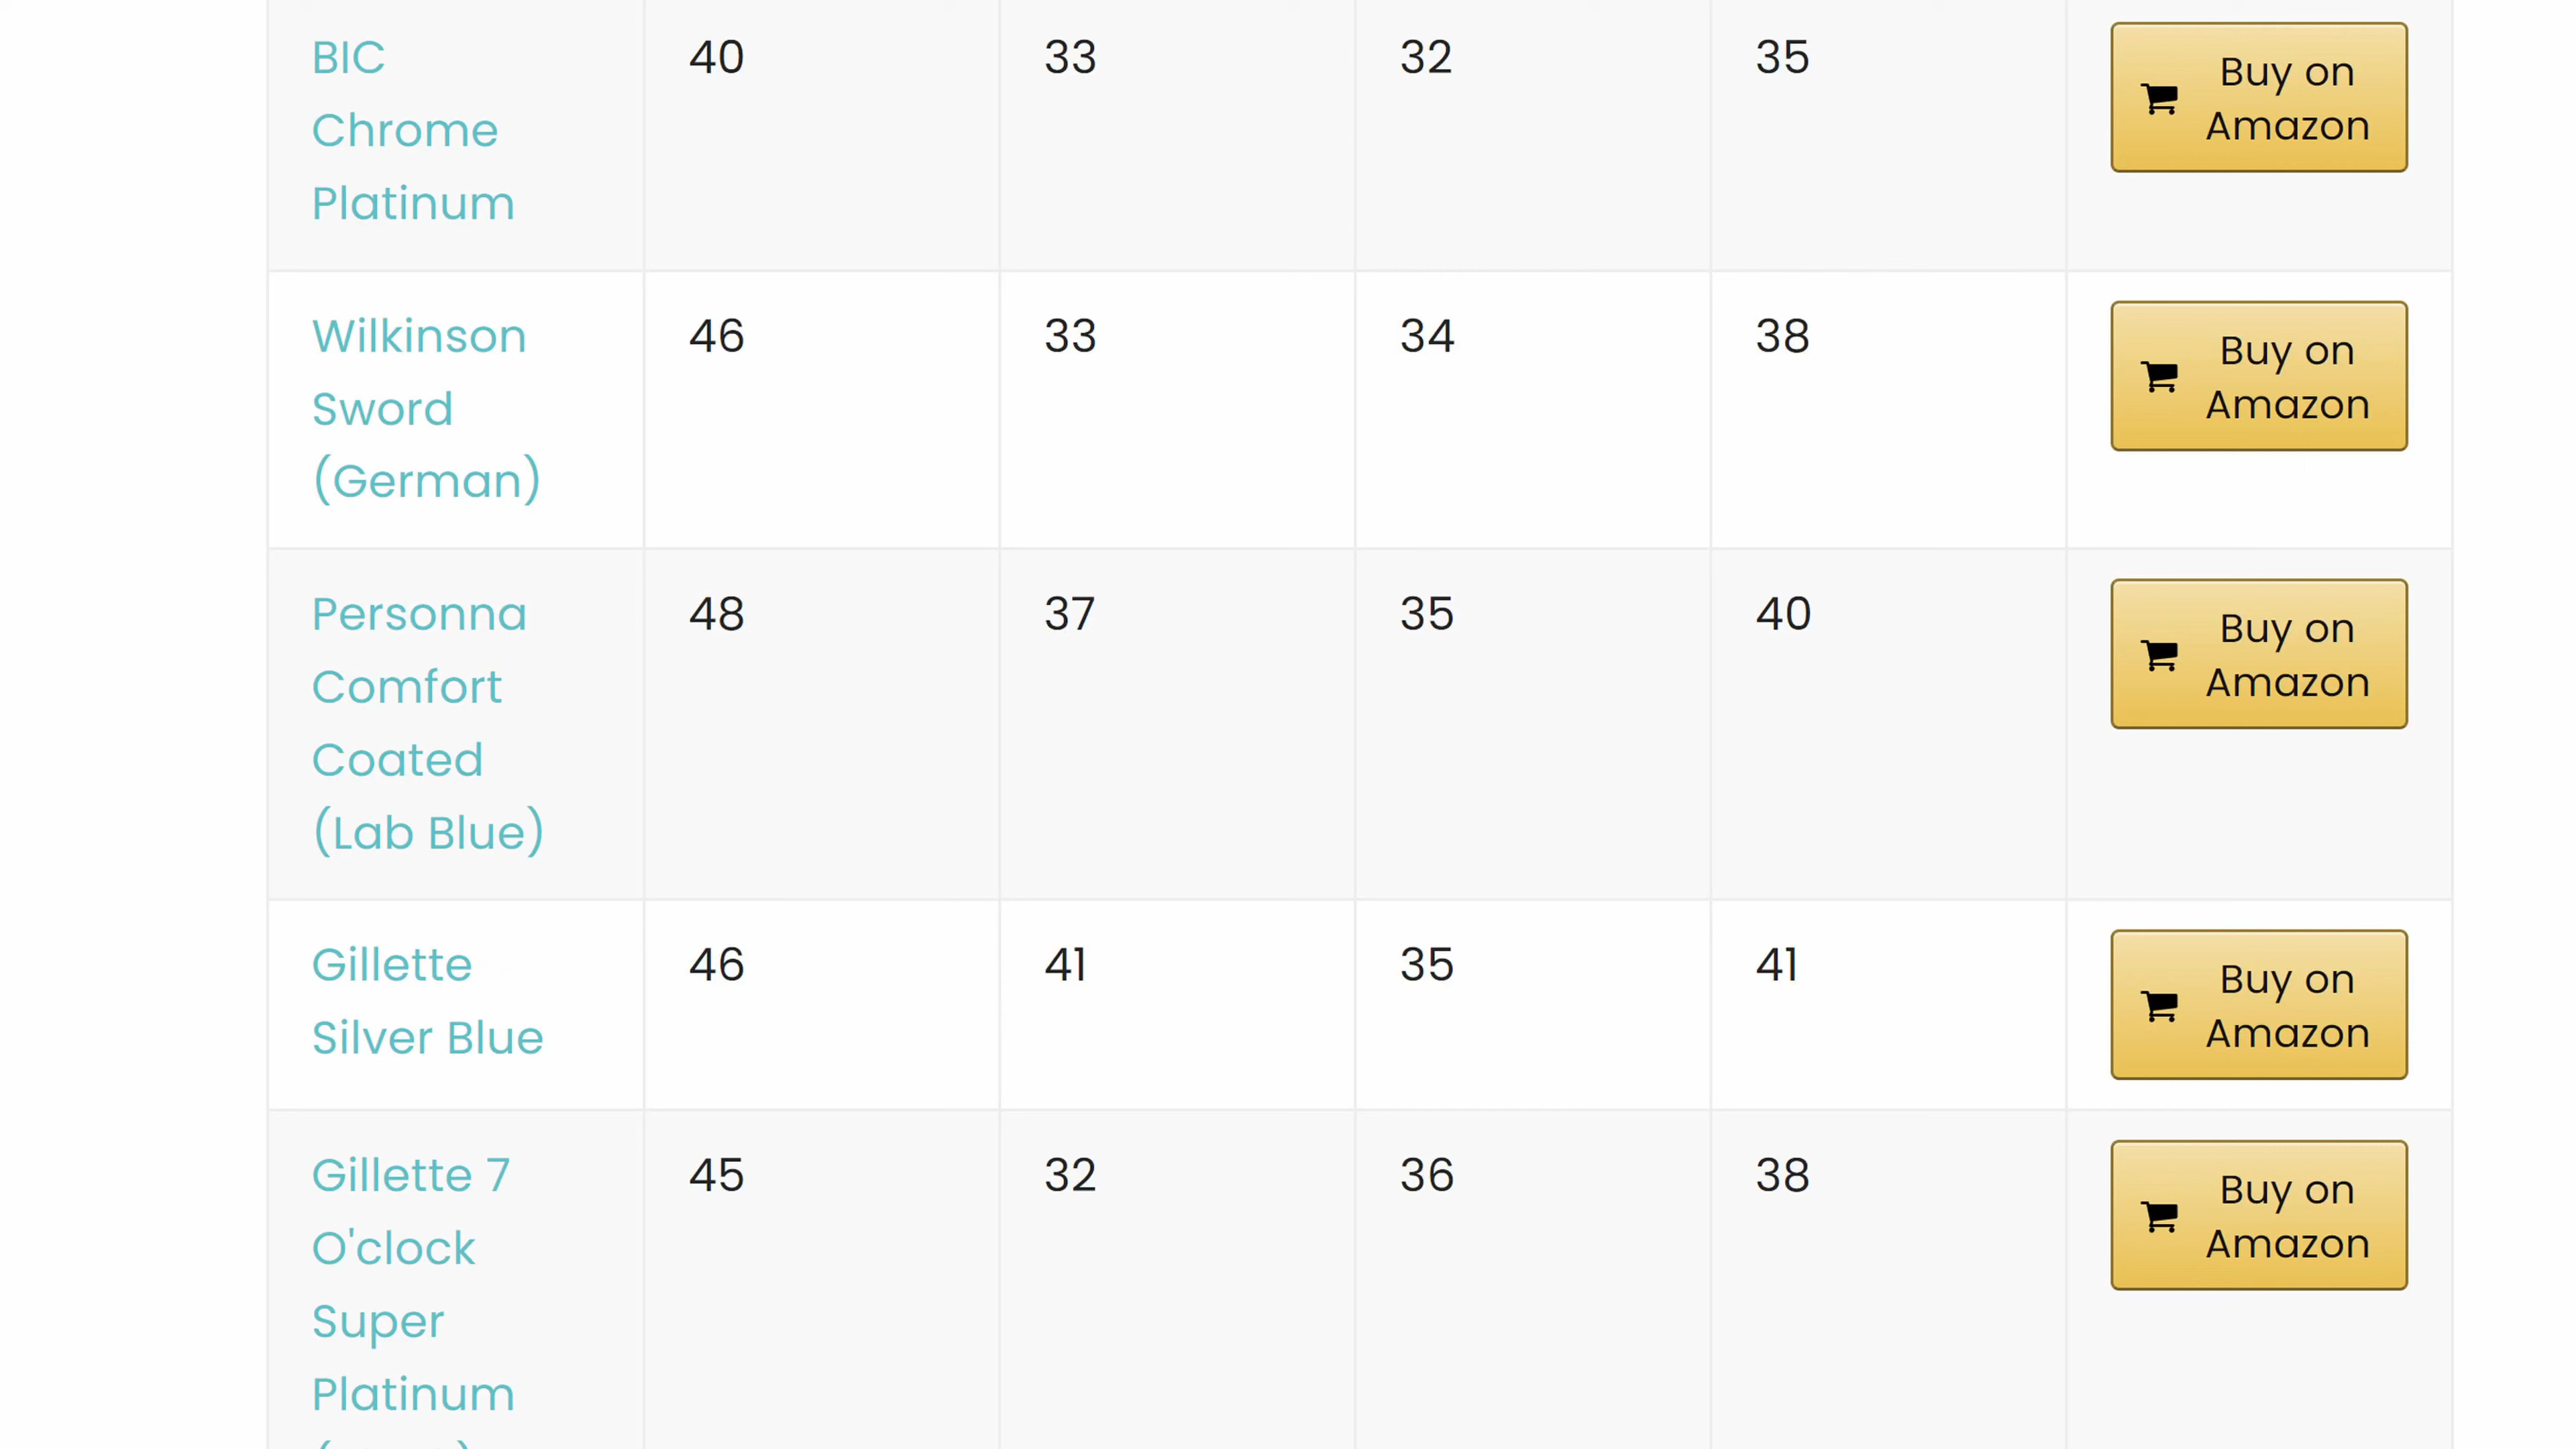 BIC
Chrome
Platinum
40
33
32
35
Buy on
Amazon
Wilkinson
Sword
(German)
46
33
34
38
Buy on
Amazon
Personna
Comfort
Coated
(Lab Blue)
48
37
35
40
Buy on
Amazon
Gillette
Silver Blue
46
41
35
41
Buy on
Amazon
Gillette 7
O'clock
Super
Platinum
45
32
36
38
Buy on
Amazon